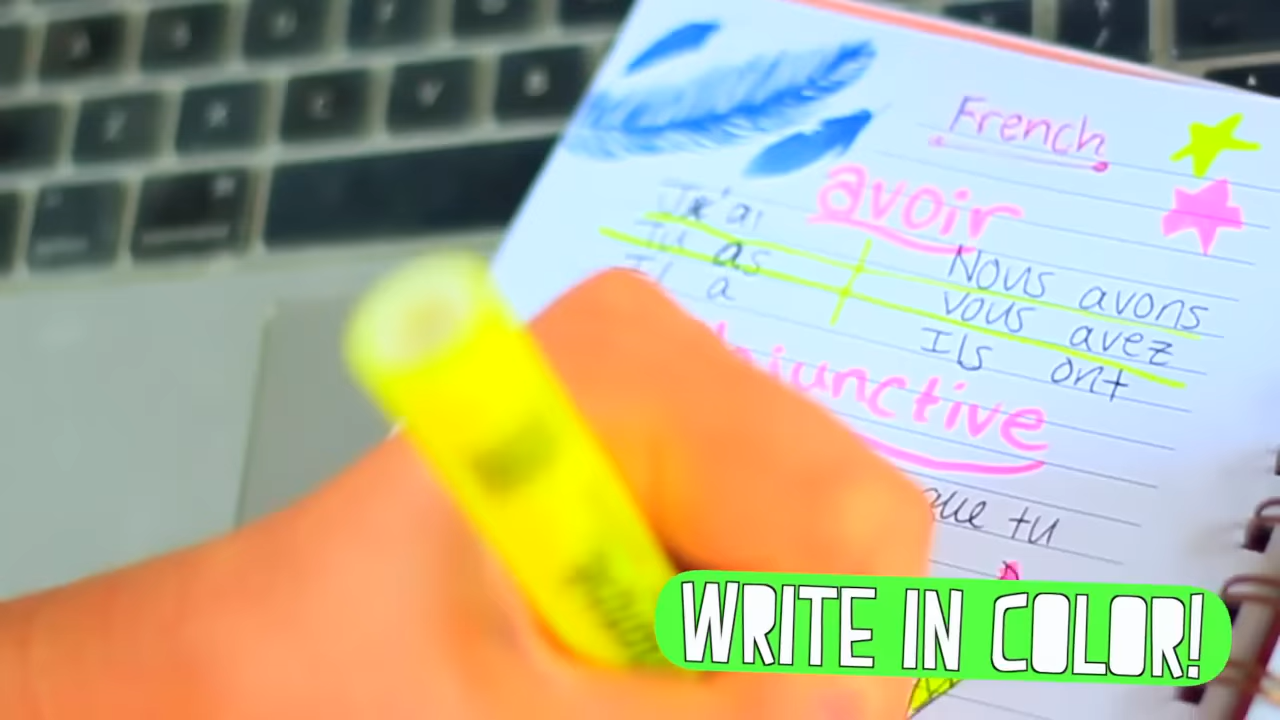 French
avoir
J'ai
Tu as Nous avons
Il a vous avez
Ils ont
junctive
que tu
WRITE IN COLOR!